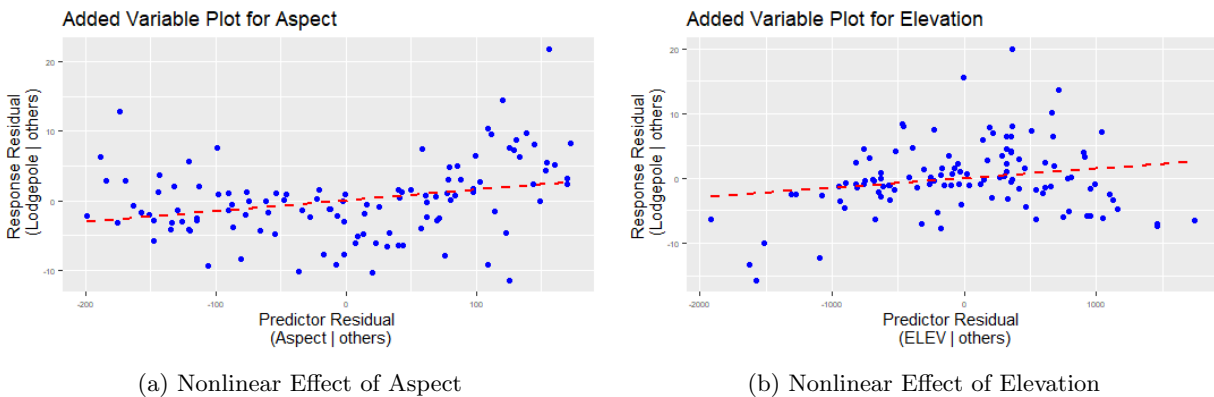 Added Variable Plot for Aspect
Response Residual
(Lodgepole | others)
20
10
0
-10
-200
-100
0
100
Predictor Residual
(Aspect | others)
(a) Nonlinear Effect of Aspect
Added Variable Plot for Elevation
Response Residual
(Lodgepole | others)
20
10
0
-10
-2000
-1000
0
1000
Predictor Residual
(ELEV | others)
(b) Nonlinear Effect of Elevation